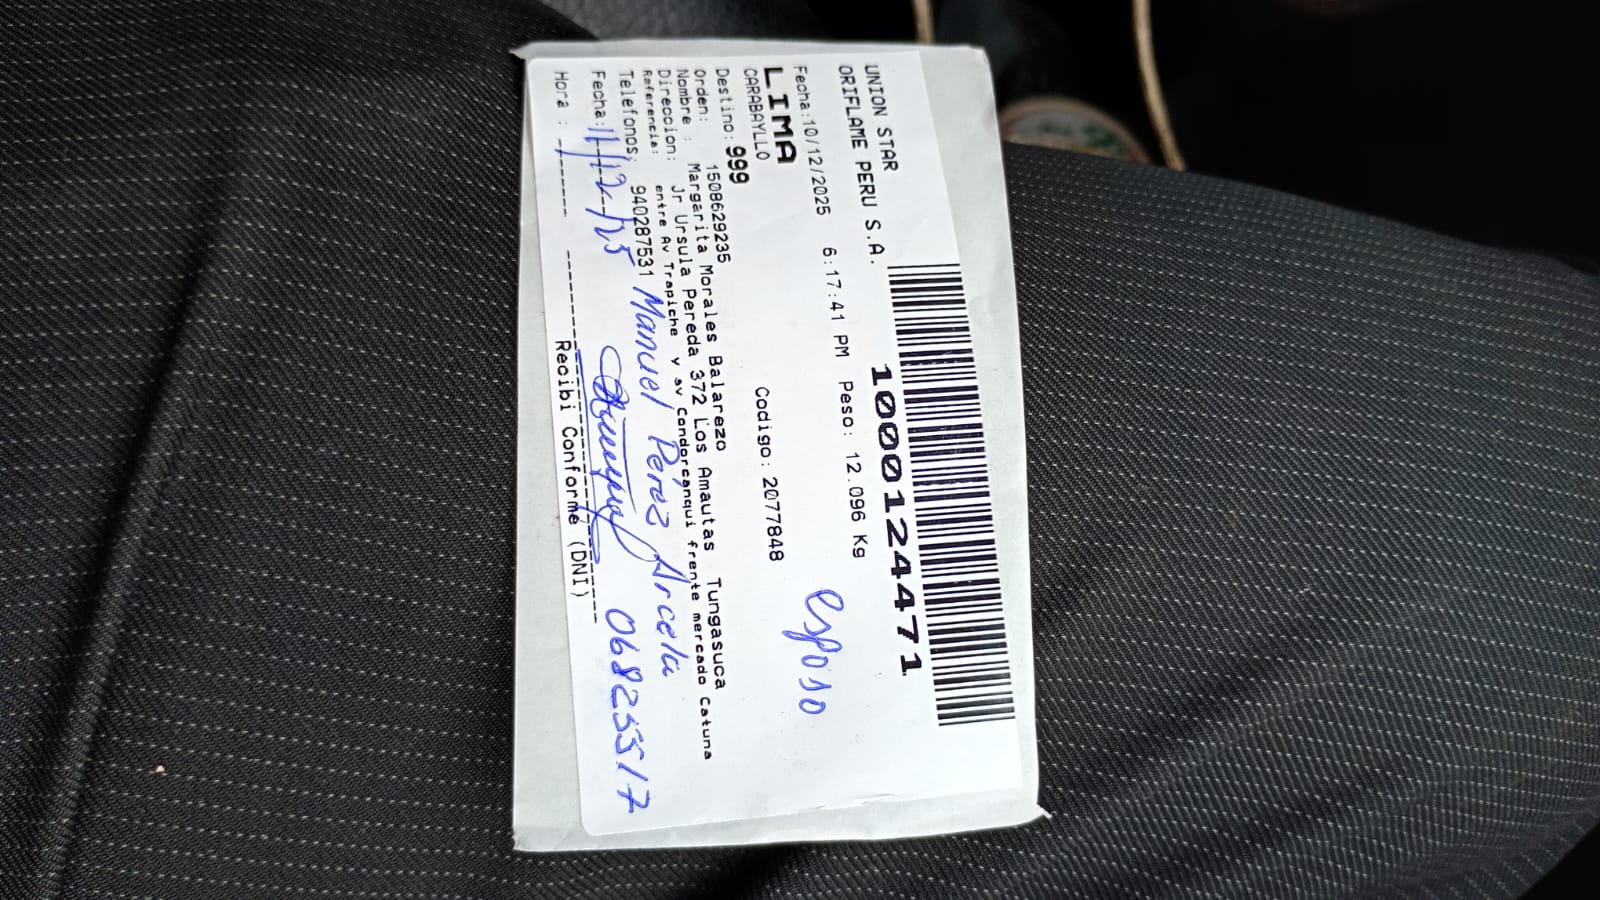 UNION STAR
ORIFLAME PERU S.A.
1000124471
Fecha:10/12/2025 6:17:41 PM Peso: 12.096 Kg
LIMA
esposo
CARABAYLLO Codigo: 2077848
Destino: 999
Orden: 1508629235
Nombre : Margarita Morales Balarezo
Direccion: Jr Ursula Pereda 372 Los Amautas Tungasuca
Referencia: entre Av Trapiche y av Condorcanqui frente mercado Catuna
Telefonos: 940287531 Manuel Pérez
Fecha: 11/12/25 068255517
Hora :
Recibi Conforme (DNI)